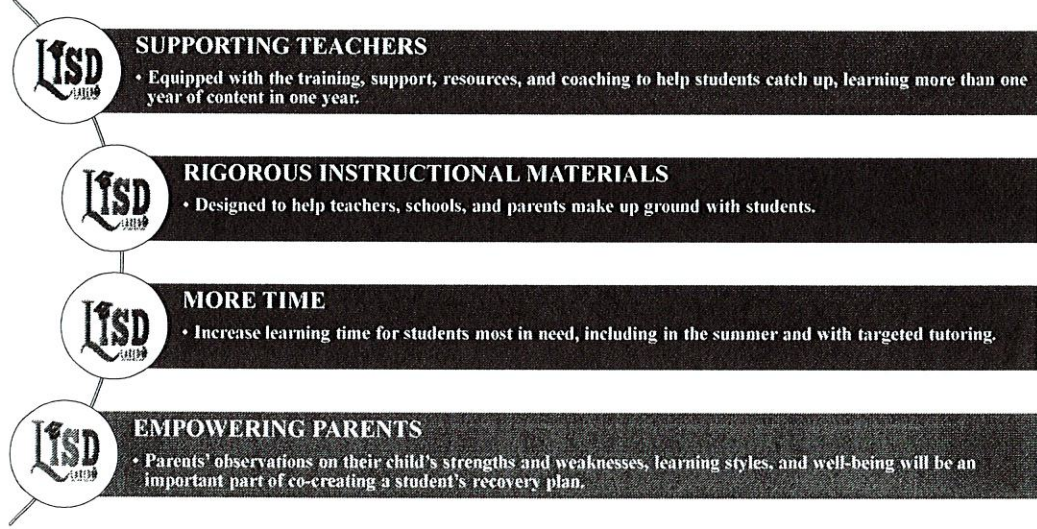 LISD
LAREDO
SUPPORTING TEACHERS
• Equipped with the training, support, resources, and coaching to help students catch up, learning more than one
year of content in one year.
LISD
LAREDO
RIGOROUS INSTRUCTIONAL MATERIALS
• Designed to help teachers, schools, and parents make up ground with students.
LISD
LAREDO
MORE TIME
• Increase learning time for students most in need, including in the summer and with targeted tutoring.
LISD
LAREDO
EMPOWERING PARENTS
• Parents' observations on their child's strengths and weaknesses, learning styles, and well-being will be an
important part of co-creating a student's recovery plan.